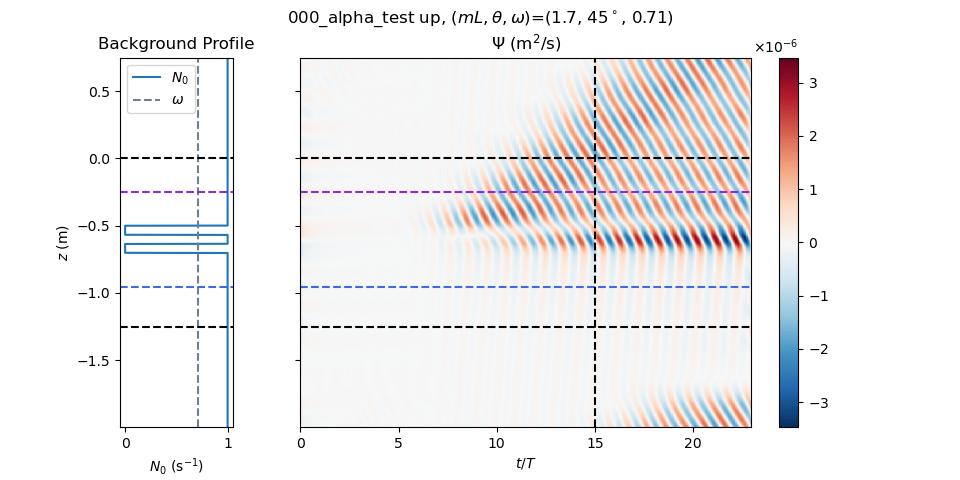 000_alpha_test up, (mL, θ, ω)=(1.7, 45°, 0.71)
Background Profile
Ψ (m²/s)
×10⁻⁶
N₀
ω
0.5
0.0
−0.5
−1.0
−1.5
z (m)
0 1
N₀ (s⁻¹)
0 5 10 15 20
t/T
3
2
1
0
−1
−2
−3